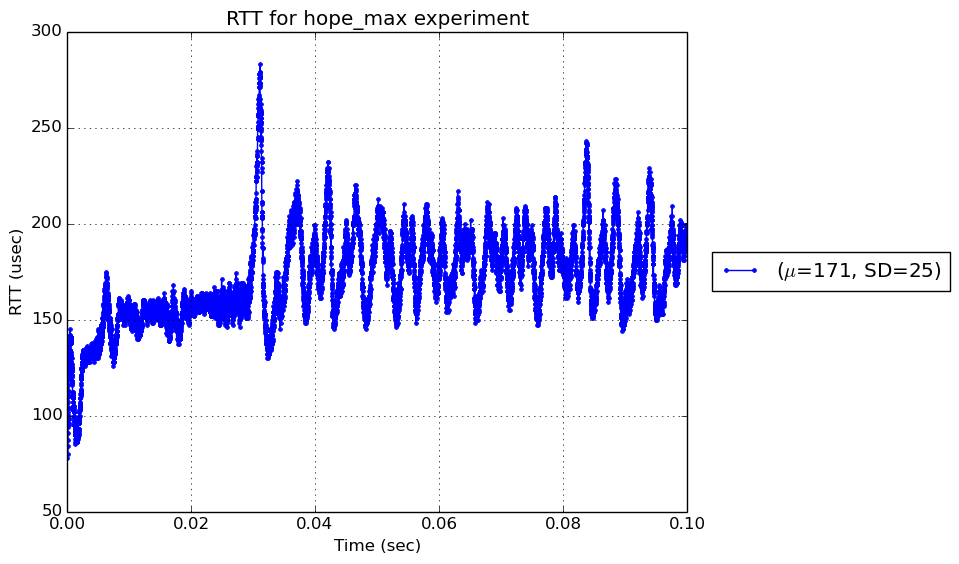 RTT for hope_max experiment
300
250
200
150
100
50
RTT (usec)
0.00 0.02 0.04 0.06 0.08 0.10
Time (sec)
(μ=171, SD=25)